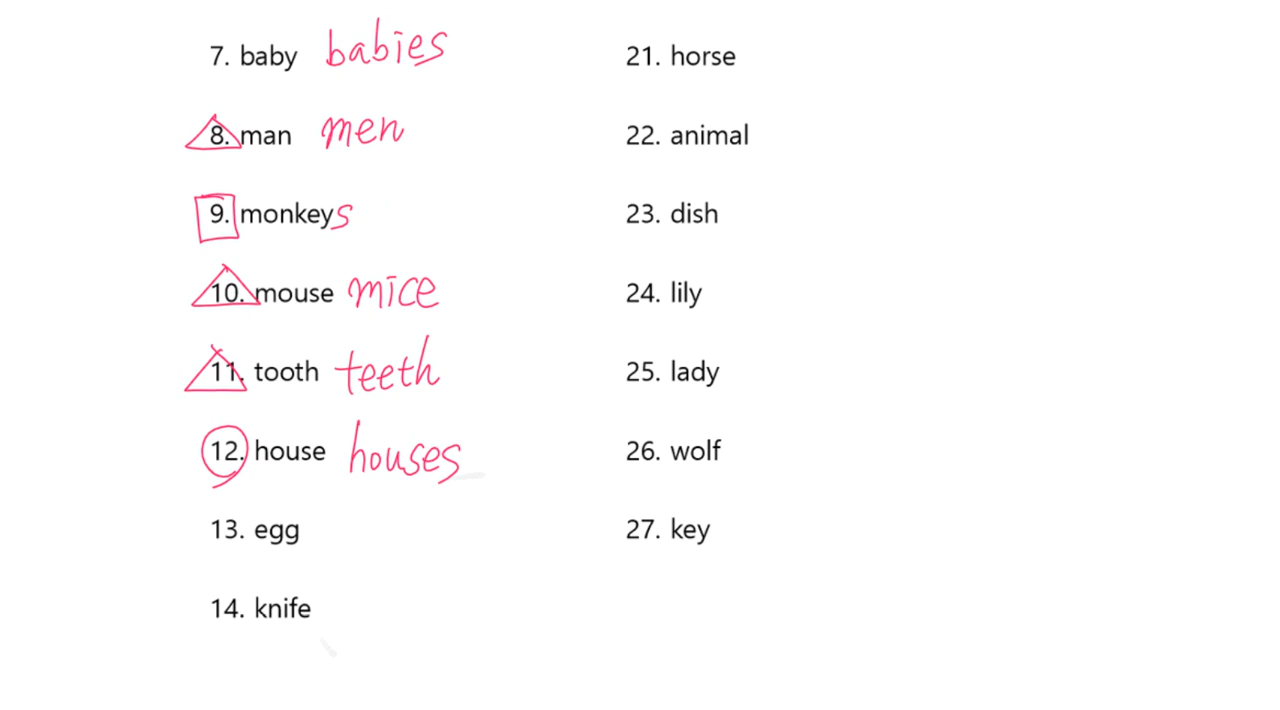 7. baby babies
8. man men
9. monkeys
10. mouse mice
11. tooth teeth
12. house houses
13. egg
14. knife
21. horse
22. animal
23. dish
24. lily
25. lady
26. wolf
27. key